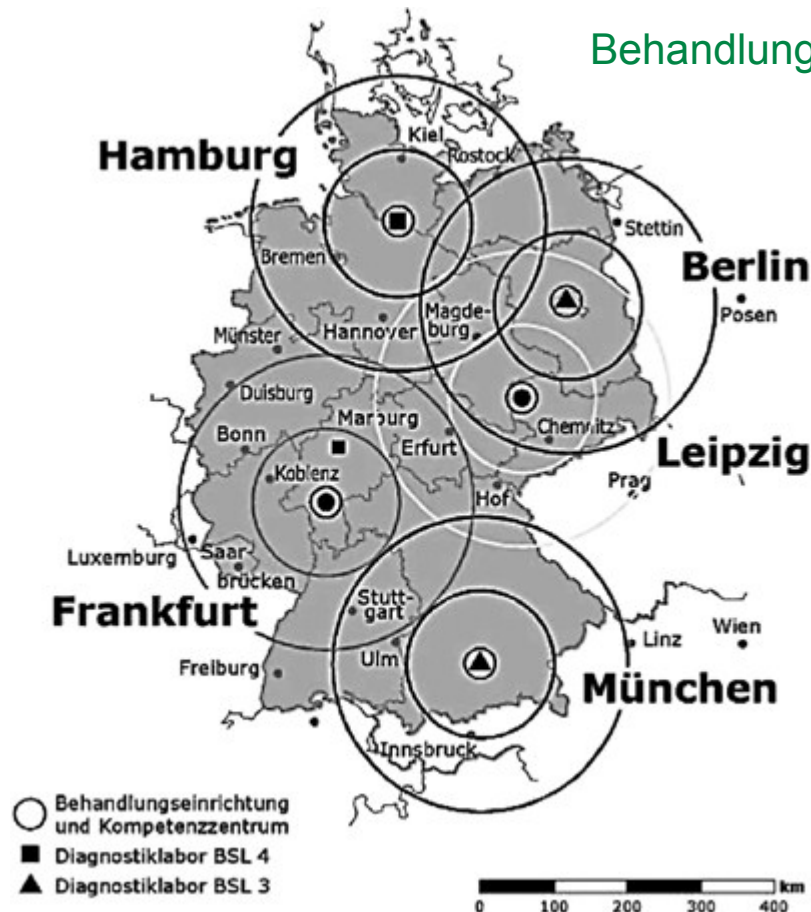 Behandlung
Kiel
Hamburg
Rostock
Stettin
Bremen
Berlin
Magde-
burg
Posen
Hannover
Münster
Duisburg
Marburg
Chemnitz
Bonn
Erfurt
Leipzig
Koblenz
Prag
Hof
Luxemburg
Saar-
brücken
Frankfurt
Stutt-
gart
Ulm
Linz
Wien
Freiburg
München
Innsbruck
Behandlungseinrichtung
und Kompetenzzentrum
Diagnostiklabor BSL 4
Diagnostiklabor BSL 3
km
0 100 200 300 400